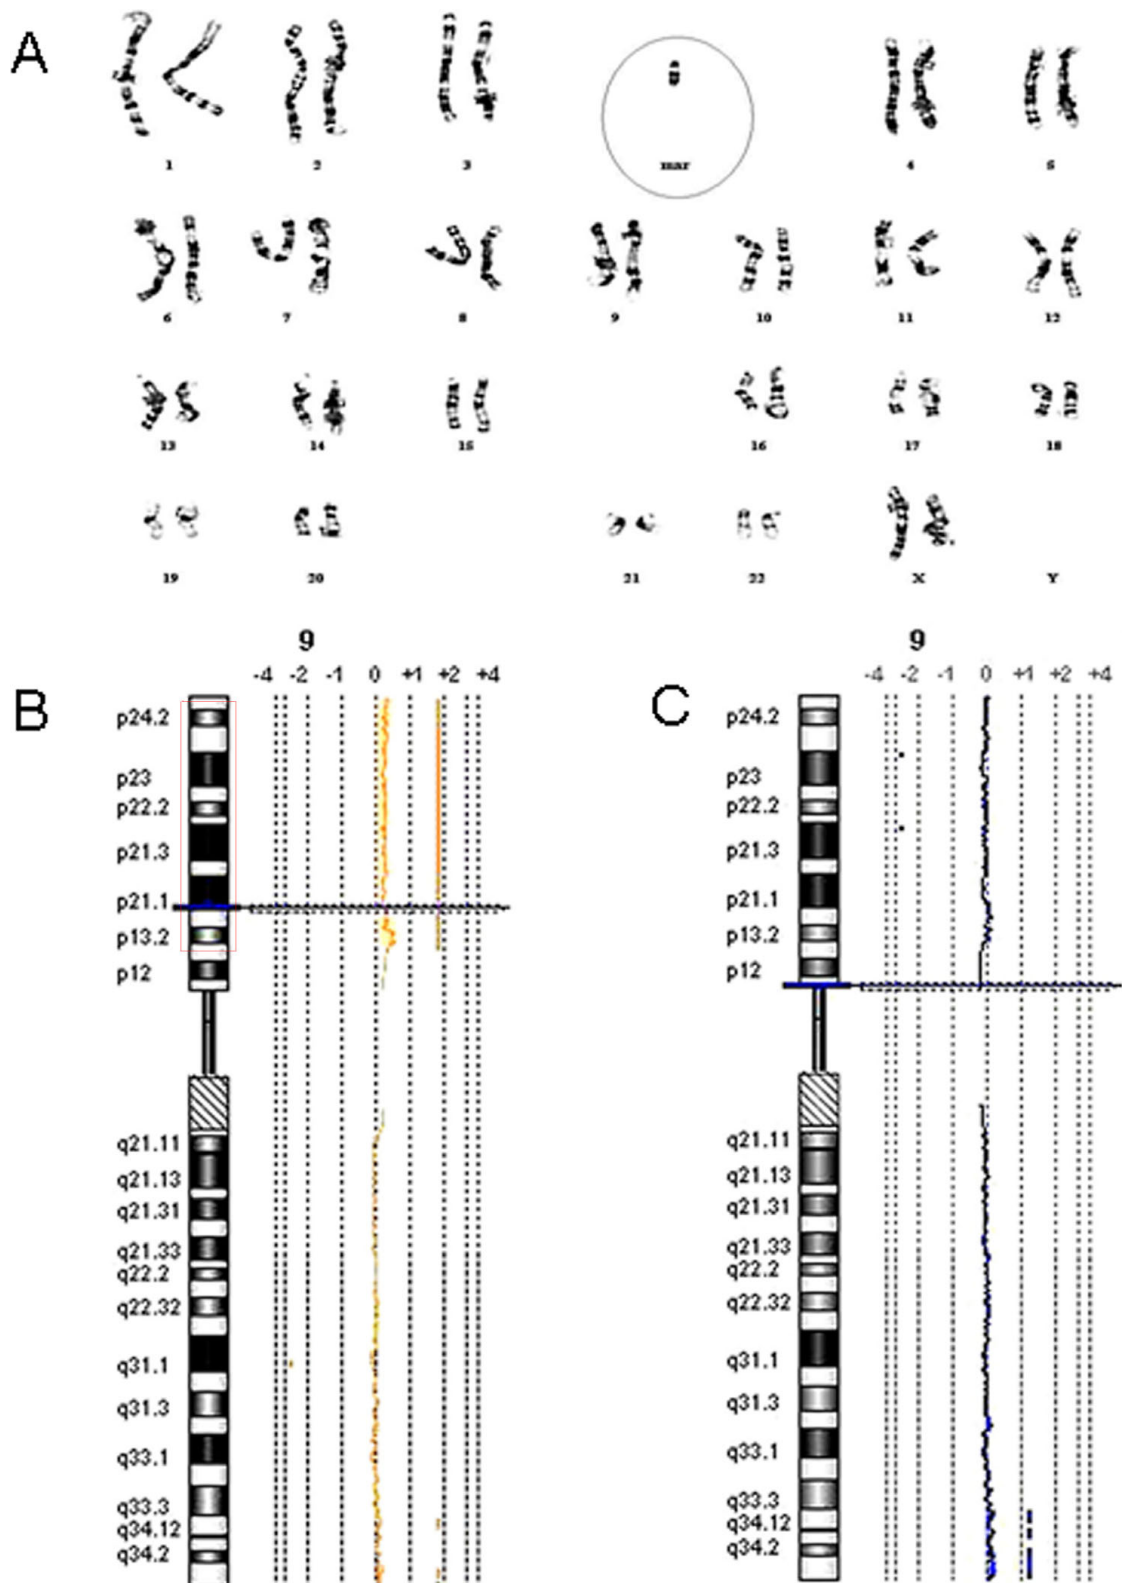 A
1 2 3 mar 4 5
6 7 8 9 10 11 12
13 14 15 16 17 18
19 20 21 22 X Y
B
9
-4 -2 -1 0 +1 +2 +4
p24.2
p23
p22.2
p21.3
p21.1
p13.2
p12
q21.11
q21.13
q21.31
q21.33
q22.2
q22.32
q31.1
q31.3
q33.1
q33.3
q34.12
q34.2
C
9
-4 -2 -1 0 +1 +2 +4
p24.2
p23
p22.2
p21.3
p21.1
p13.2
p12
q21.11
q21.13
q21.31
q21.33
q22.2
q22.32
q31.1
q31.3
q33.1
q33.3
q34.12
q34.2